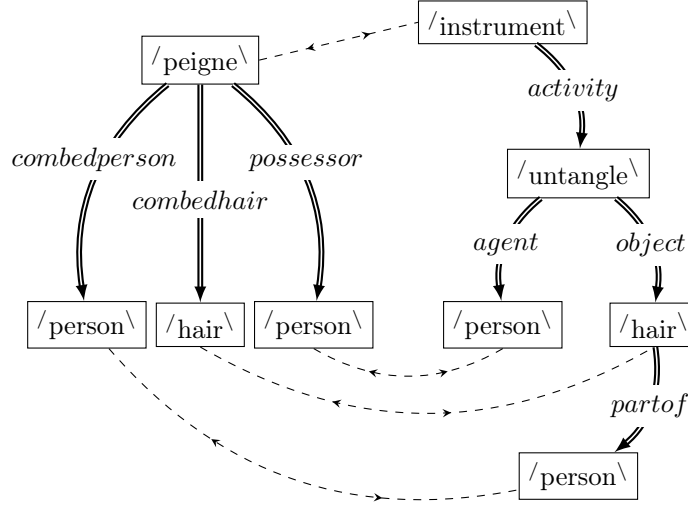 /instrument\
/peigne\
activity
combedperson possessor
/untangle\
combedhair
agent object
/person\ /hair\ /person\ /person\ /hair\
partof
/person\